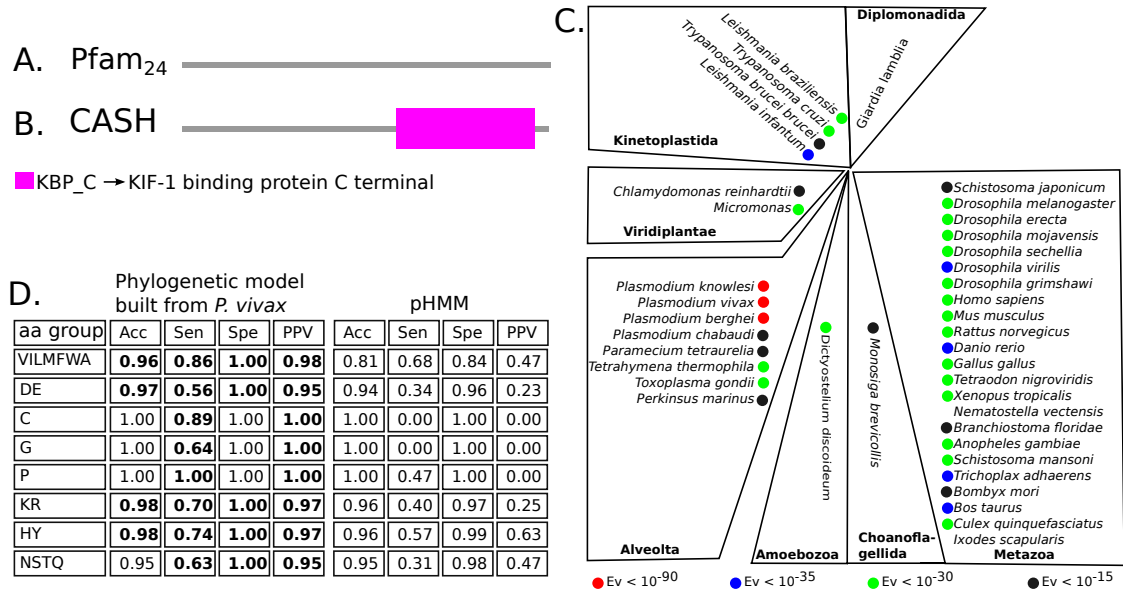 A. Pfam24
B. CASH
KBP_C → KIF-1 binding protein C terminal
C.
Kinetoplastida
Leishmania braziliensis
Trypanosoma cruzi
Trypanosoma brucei brucei
Leishmania infantum
Diplomonadida
Giardia lamblia
Chlamydomonas reinhardtii
Micromonas
Viridiplantae
Plasmodium knowlesi
Plasmodium vivax
Plasmodium berghei
Plasmodium chabaudi
Paramecium tetraurelia
Tetrahymena thermophila
Toxoplasma gondii
Perkinsus marinus
Alveolta
Dictyostelium discoideum
Amoebozoa
Monosiga brevicollis
Choanofla-
gellida
Schistosoma japonicum
Drosophila melanogaster
Drosophila erecta
Drosophila mojavensis
Drosophila sechellia
Drosophila virilis
Drosophila grimshawi
Homo sapiens
Mus musculus
Rattus norvegicus
Danio rerio
Gallus gallus
Tetraodon nigroviridis
Xenopus tropicalis
Nematostella vectensis
Branchiostoma floridae
Anopheles gambiae
Schistosoma mansoni
Trichoplax adhaerens
Bombyx mori
Bos taurus
Culex quinquefasciatus
Ixodes scapularis
Metazoa
Ev < 10-90 Ev < 10-35 Ev < 10-30 Ev < 10-15
D.
Phylogenetic model
built from P. vivax
pHMM
aa group Acc Sen Spe PPV Acc Sen Spe PPV
VILMFWA 0.96 0.86 1.00 0.98 0.81 0.68 0.84 0.47
DE 0.97 0.56 1.00 0.95 0.94 0.34 0.96 0.23
C 1.00 0.89 1.00 1.00 1.00 0.00 1.00 0.00
G 1.00 0.64 1.00 1.00 1.00 0.00 1.00 0.00
P 1.00 1.00 1.00 1.00 1.00 0.47 1.00 0.00
KR 0.98 0.70 1.00 0.97 0.96 0.40 0.97 0.25
HY 0.98 0.74 1.00 0.97 0.96 0.57 0.99 0.63
NSTQ 0.95 0.63 1.00 0.95 0.95 0.31 0.98 0.47